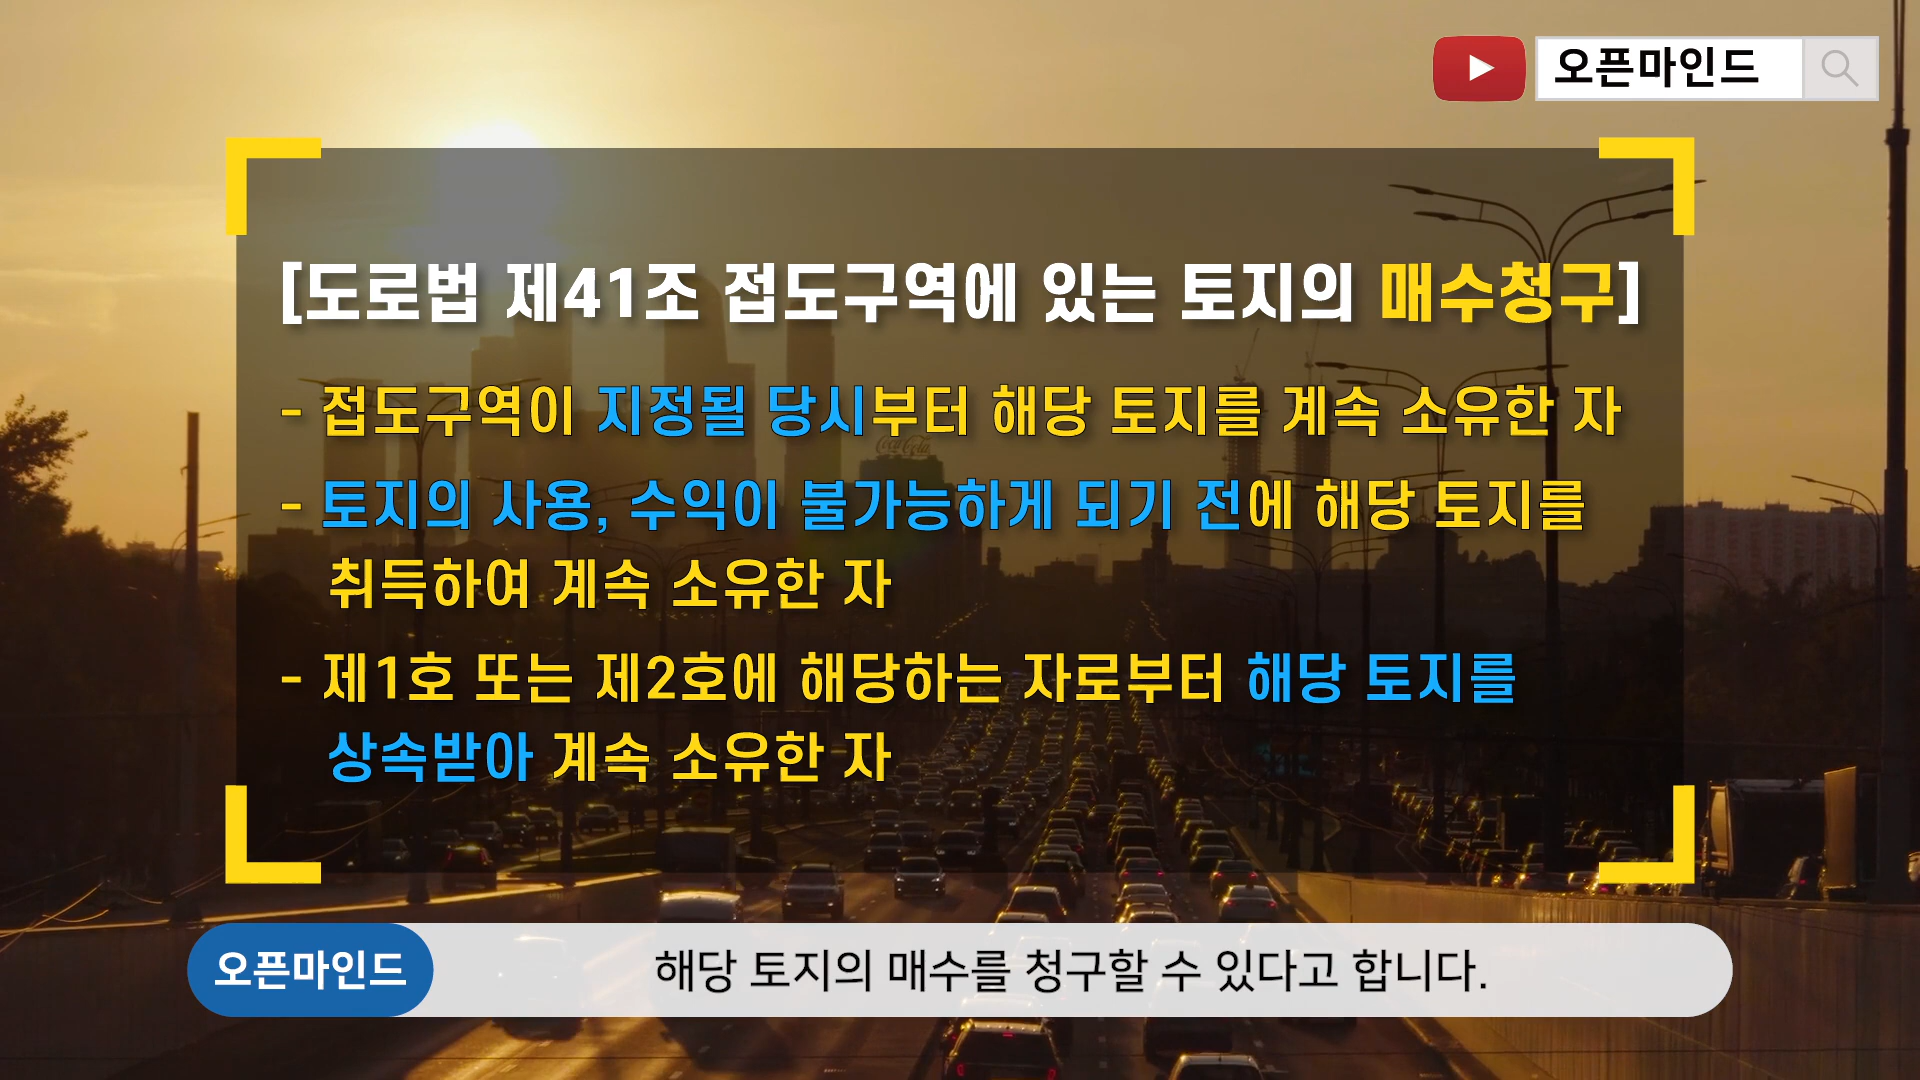 오픈마인드
[도로법 제41조 접도구역에 있는 토지의 매수청구]
- 접도구역이 지정될 당시부터 해당 토지를 계속 소유한 자
- 토지의 사용, 수익이 불가능하게 되기 전에 해당 토지를
취득하여 계속 소유한 자
- 제1호 또는 제2호에 해당하는 자로부터 해당 토지를
상속받아 계속 소유한 자
Coca-Cola
오픈마인드 해당 토지의 매수를 청구할 수 있다고 합니다.